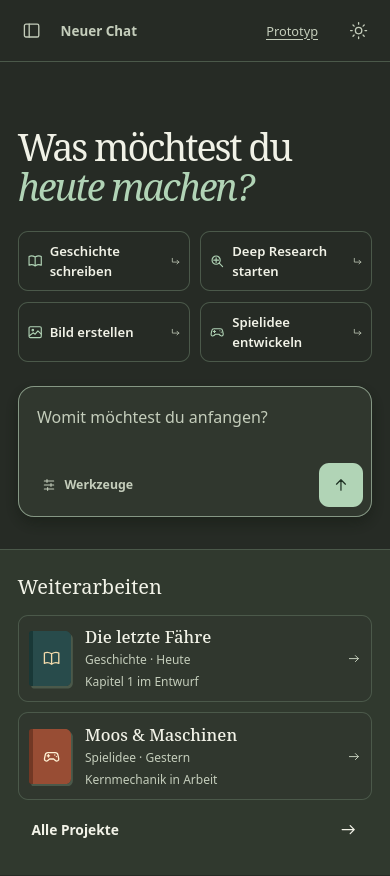 Neuer Chat
Prototyp
Was möchtest du
heute machen?
Geschichte
schreiben
Deep Research
starten
Bild erstellen
Spielidee
entwickeln
Womit möchtest du anfangen?
Werkzeuge
Weiterarbeiten
Die letzte Fähre
Geschichte · Heute
Kapitel 1 im Entwurf
Moos & Maschinen
Spielidee · Gestern
Kernmechanik in Arbeit
Alle Projekte